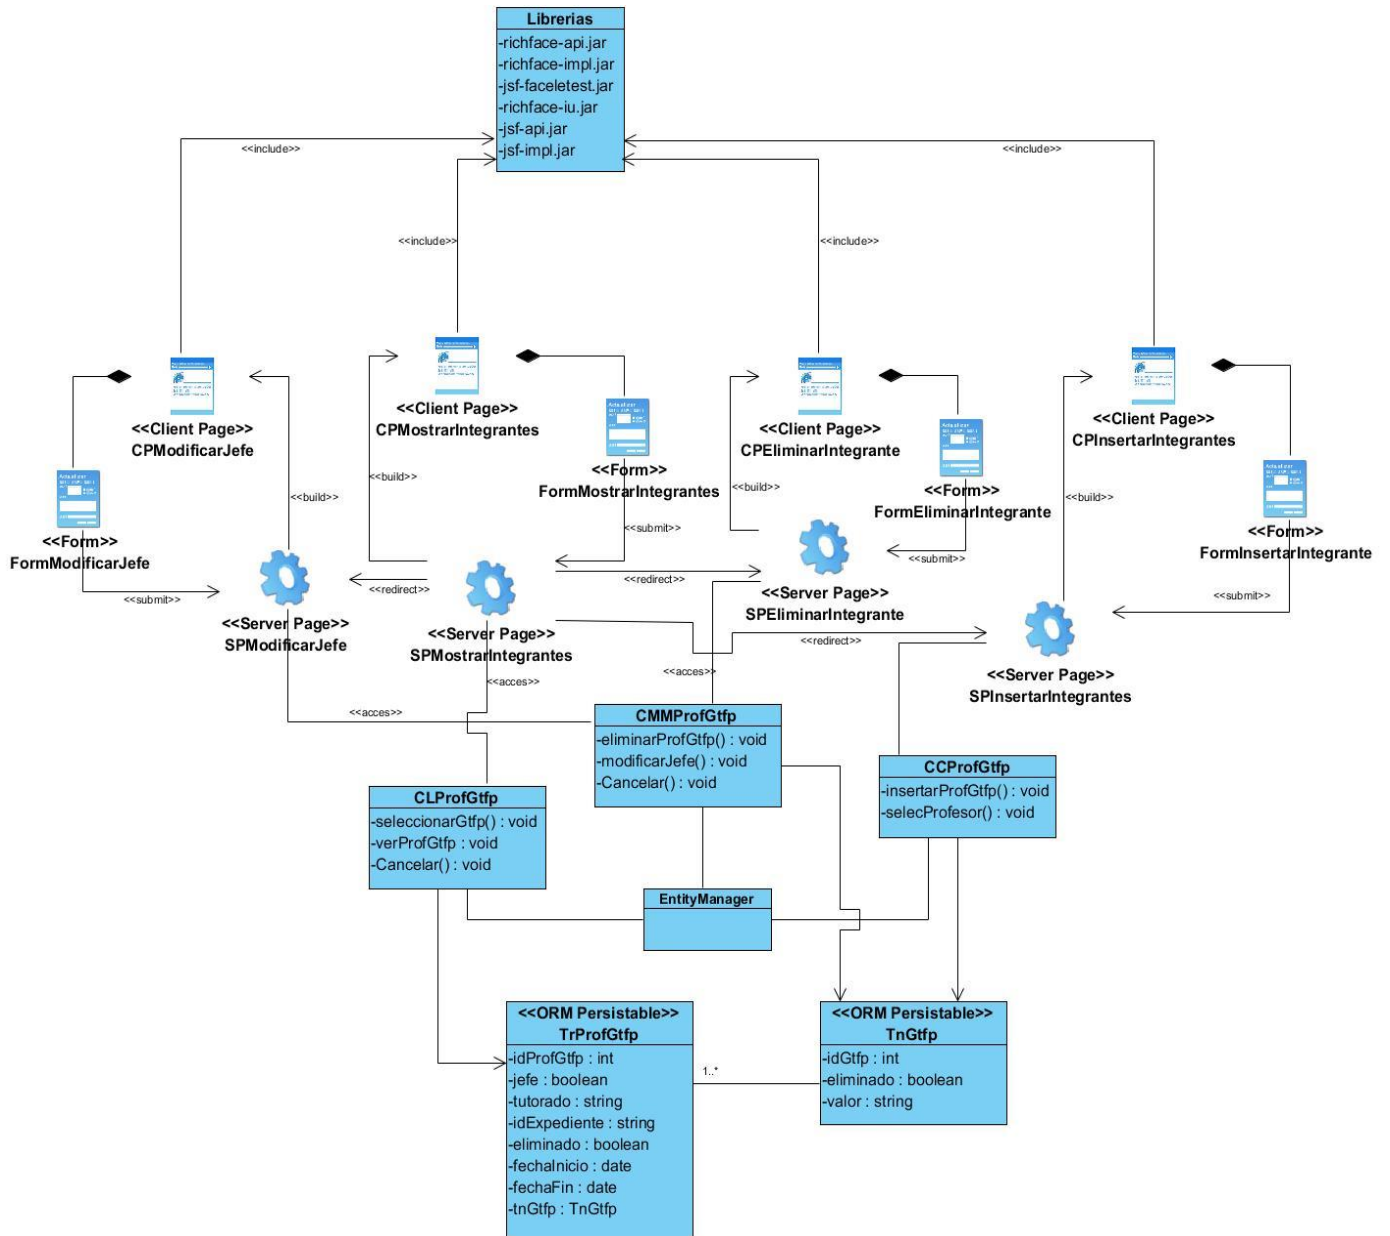 Librerias
-richface-api.jar
-richface-impl.jar
-jsf-faceletest.jar
-richface-iu.jar
-jsf-api.jar
-jsf-impl.jar
<<include>>
<<include>>
<<include>>
<<include>>
<<Client Page>>
CPModificarJefe
<<Client Page>>
CPMostrarIntegrantes
<<Client Page>>
CPEliminarIntegrante
<<Client Page>>
CPInsertarIntegrantes
<<Form>>
FormModificarJefe
<<Form>>
FormMostrarIntegrantes
<<Form>>
FormEliminarIntegrante
<<Form>>
FormInsertarIntegrante
<<build>>
<<build>>
<<build>>
<<build>>
<<submit>>
<<submit>>
<<submit>>
<<submit>>
<<redirect>>
<<redirect>>
<<redirect>>
<<Server Page>>
SPModificarJefe
<<Server Page>>
SPMostrarIntegrantes
<<Server Page>>
SPEliminarIntegrante
<<Server Page>>
SPInsertarIntegrantes
<<acces>>
<<acces>>
<<acces>>
CMMProfGtfp
-eliminarProfGtfp() : void
-modificarJefe() : void
-Cancelar() : void
CCProfGtfp
-insertarProfGtfp() : void
-selecProfesor() : void
CLProfGtfp
-seleccionarGtfp() : void
-verProfGtfp : void
-Cancelar() : void
EntityManager
<<ORM Persistable>>
TrProfGtfp
-idProfGtfp : int
-jefe : boolean
-tutorado : string
-idExpediente : string
-eliminado : boolean
-fechaInicio : date
-fechaFin : date
-tnGtfp : TnGtfp
1..*
<<ORM Persistable>>
TnGtfp
-idGtfp : int
-eliminado : boolean
-valor : string